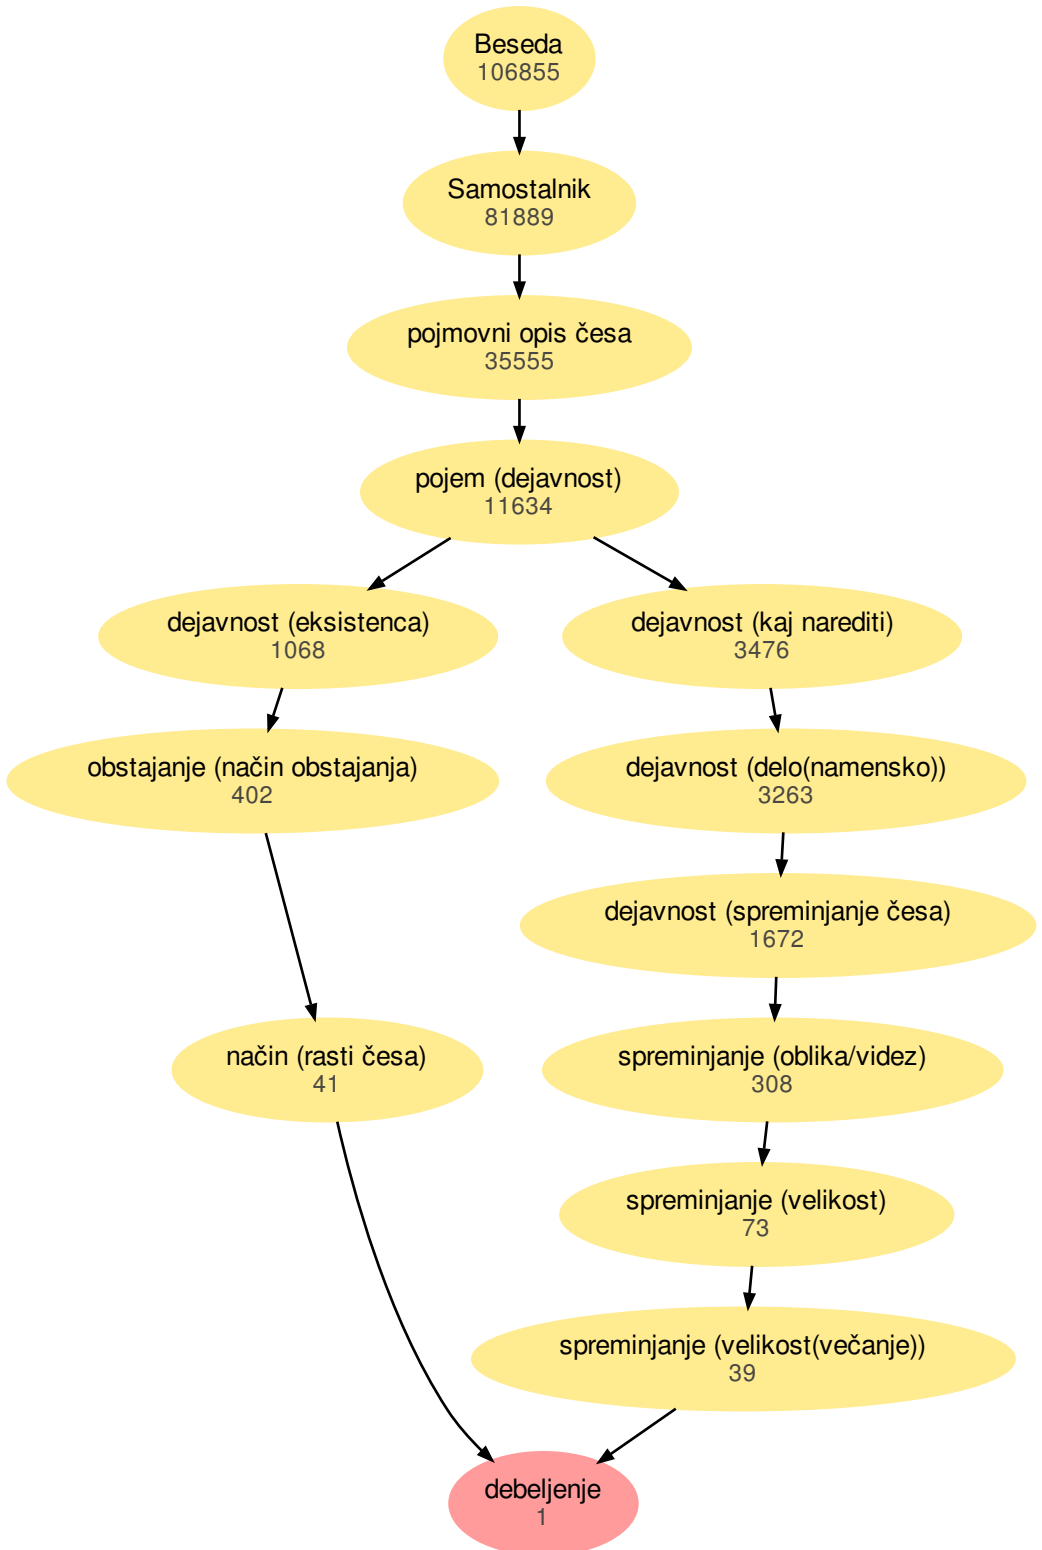 Beseda
106855
Samostalnik
81889
pojmovni opis česa
35555
pojem (dejavnost)
11634
dejavnost (eksistenca)
1068
dejavnost (kaj narediti)
3476
obstajanje (način obstajanja)
402
dejavnost (delo(namensko))
3263
dejavnost (spreminjanje česa)
1672
način (rasti česa)
41
spreminjanje (oblika/videz)
308
spreminjanje (velikost)
73
spreminjanje (velikost(večanje))
39
debeljenje
1